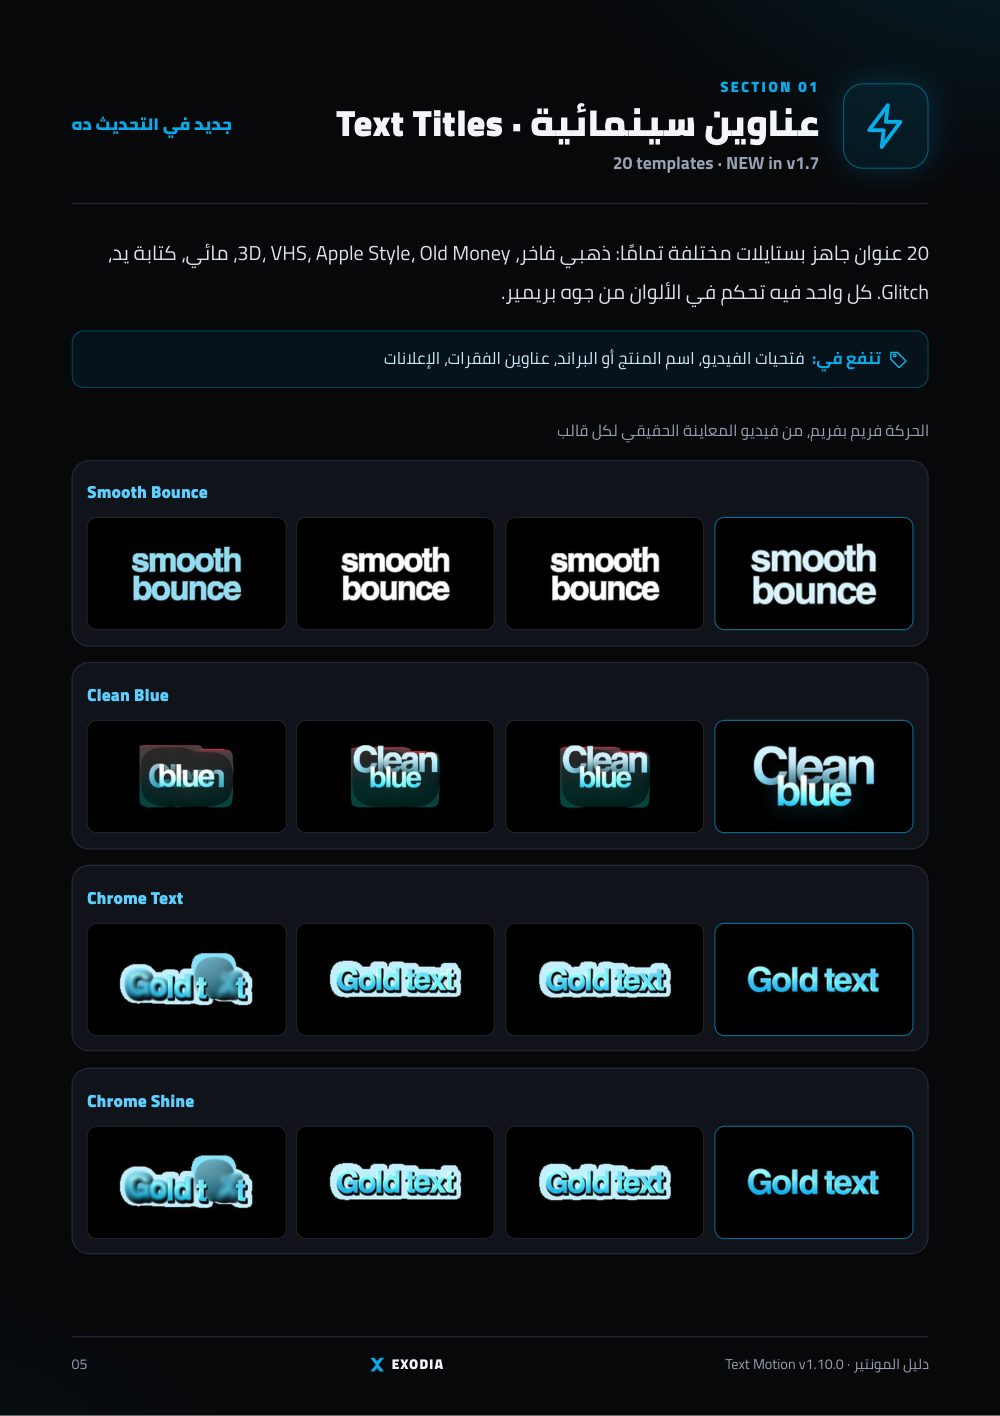 SECTION 01
عناوين سينمائية · Text Titles
20 templates · NEW in v1.7
جديد في التحديث ده
20 عنوان جاهز بستايلات مختلفة تمامًا: ذهبي فاخر, 3D, VHS, Apple Style, Old Money, مائي, كتابة يد,
Glitch. كل واحد فيه تحكم في الألوان من جوه بريمير.
تنفع في: فتحيات الفيديو, اسم المنتج أو البراند, عناوين الفقرات, الإعلانات
الحركة فريم بفريم, من فيديو المعاينة الحقيقي لكل قالب
Smooth Bounce
smooth
bounce
smooth
bounce
smooth
bounce
smooth
bounce
Clean Blue
blue
Clean
blue
Clean
blue
Clean
blue
Chrome Text
Gold text
Gold text
Gold text
Chrome Shine
Gold text
Gold text
Gold text
05
X EXODIA
دليل المونتير · Text Motion v1.10.0